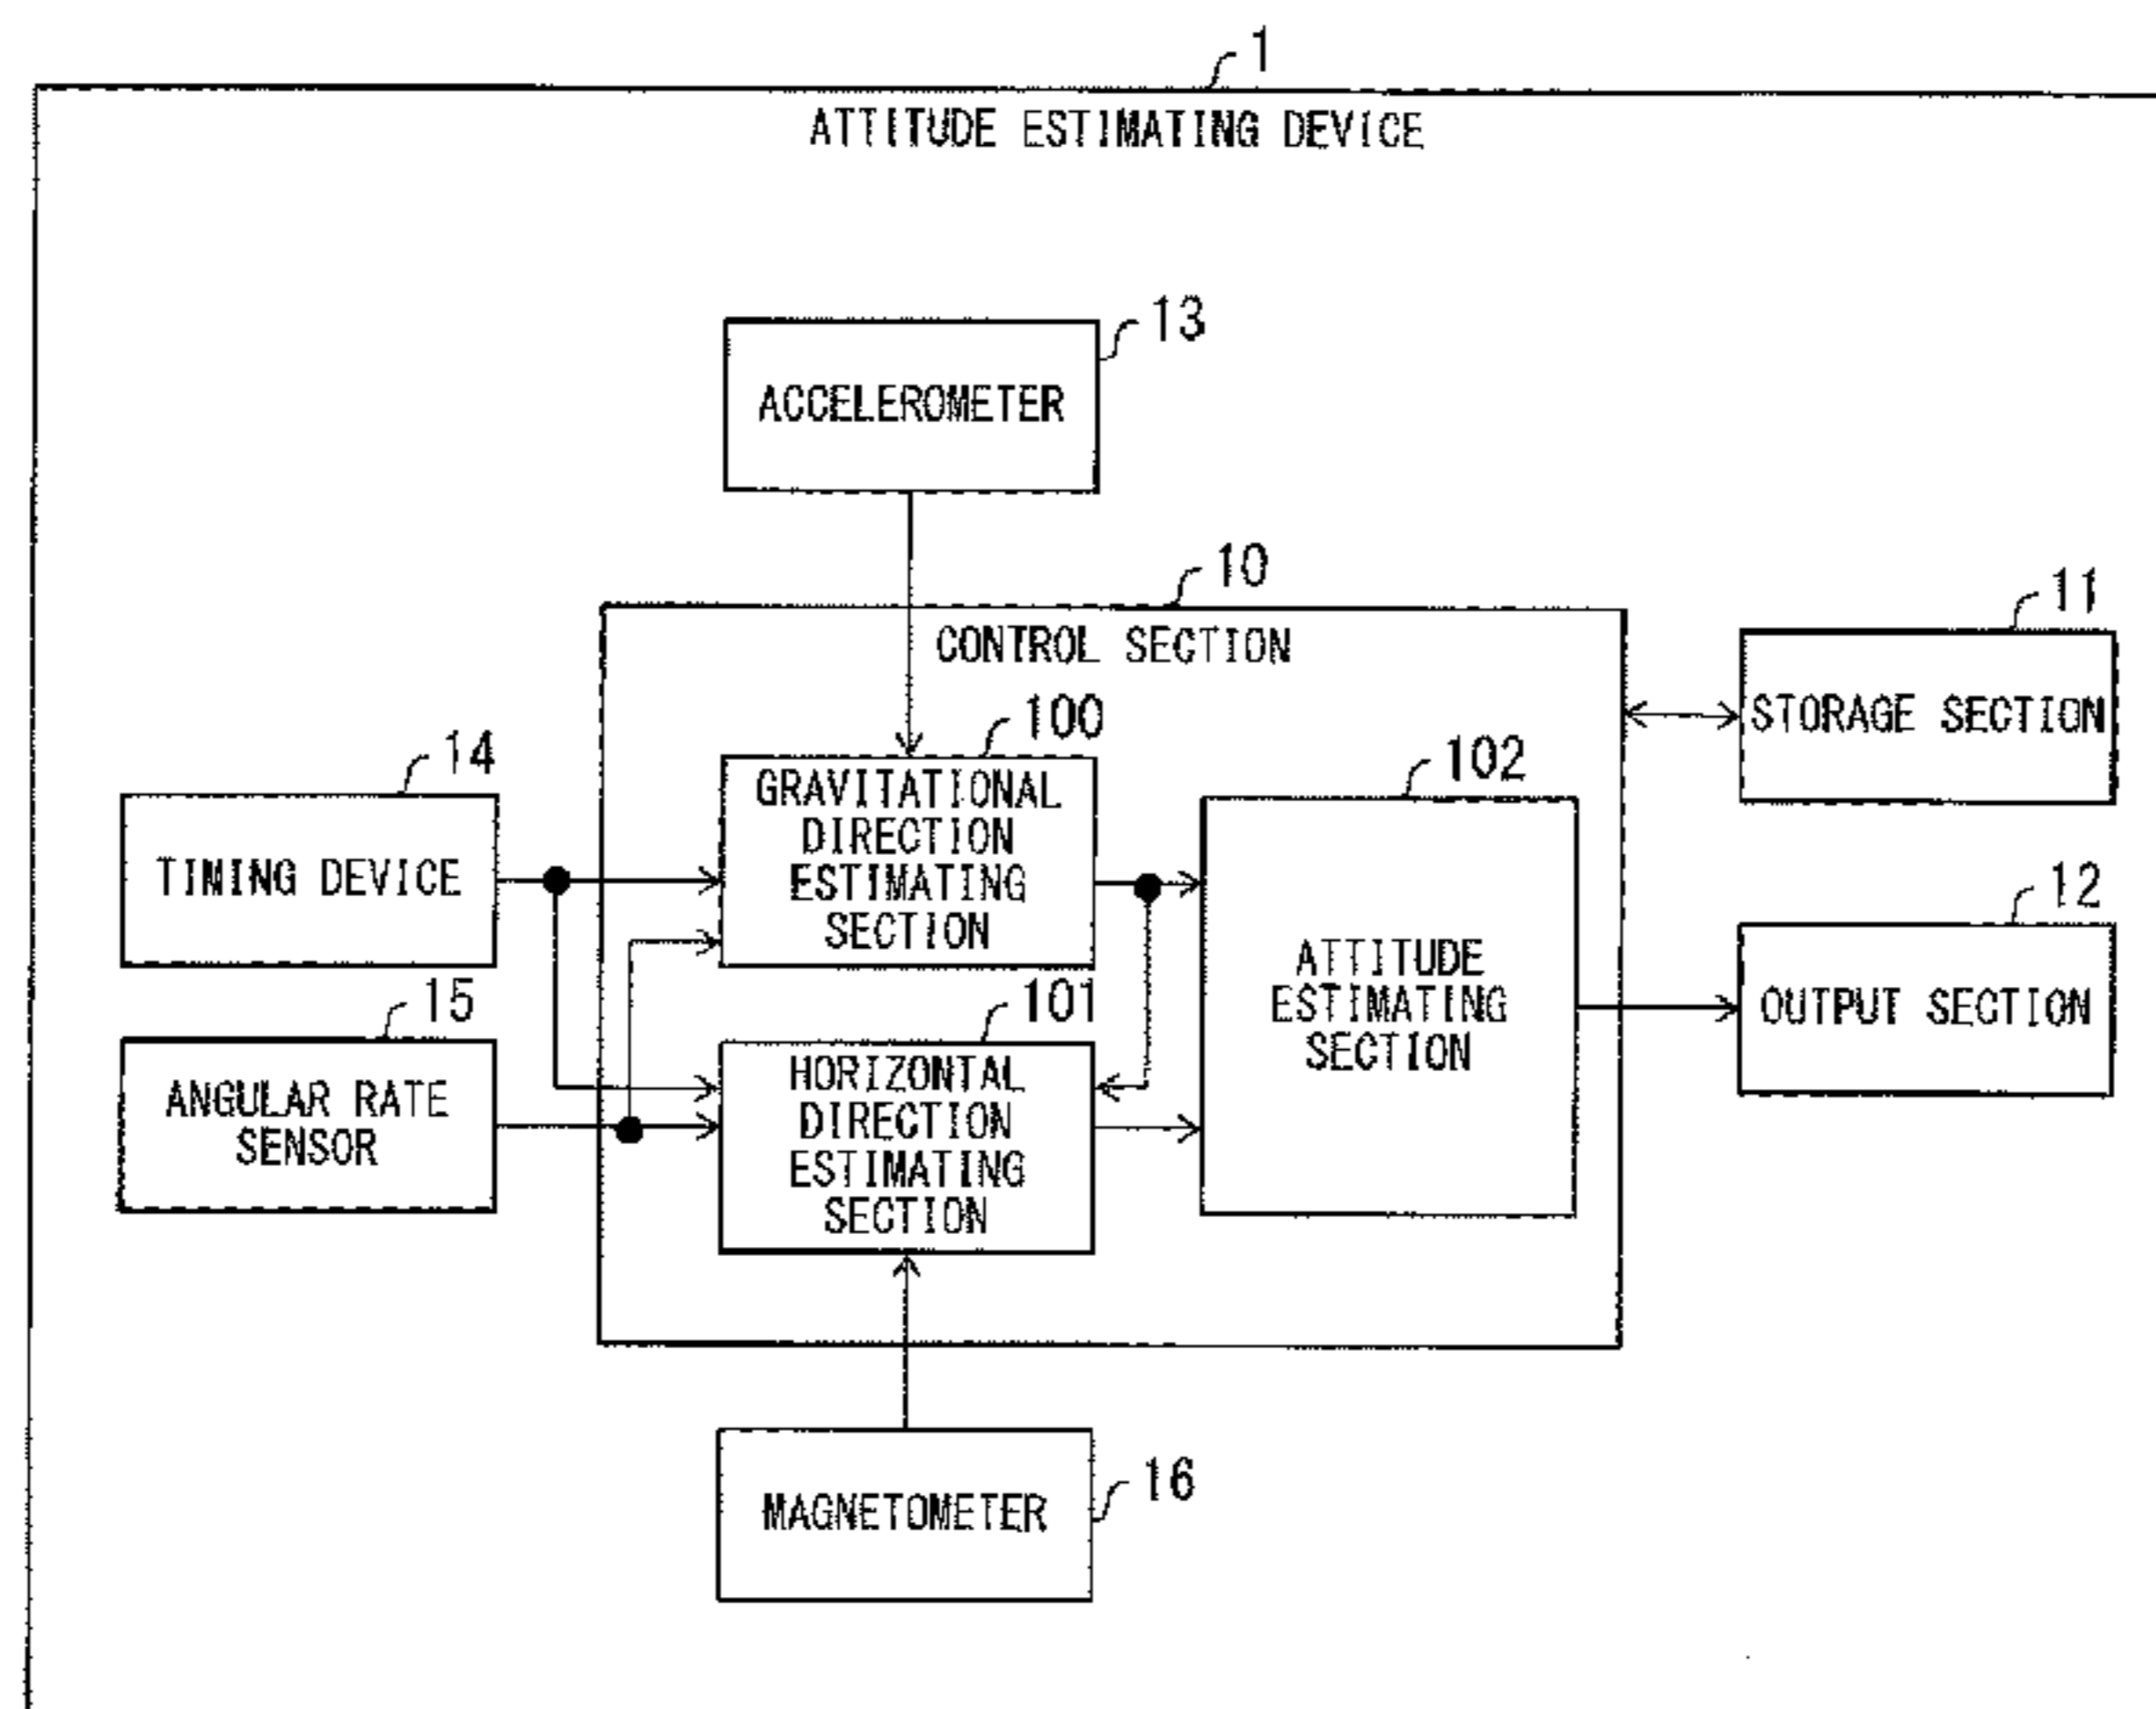 1
ATTITUDE ESTIMATING DEVICE
13
ACCELEROMETER
10
CONTROL SECTION
11
STORAGE SECTION
100
GRAVITATIONAL
DIRECTION
ESTIMATING
SECTION
14
TIMING DEVICE
102
ATTITUDE
ESTIMATING
SECTION
12
OUTPUT SECTION
15
ANGULAR RATE
SENSOR
101
HORIZONTAL
DIRECTION
ESTIMATING
SECTION
16
MAGNETOMETER